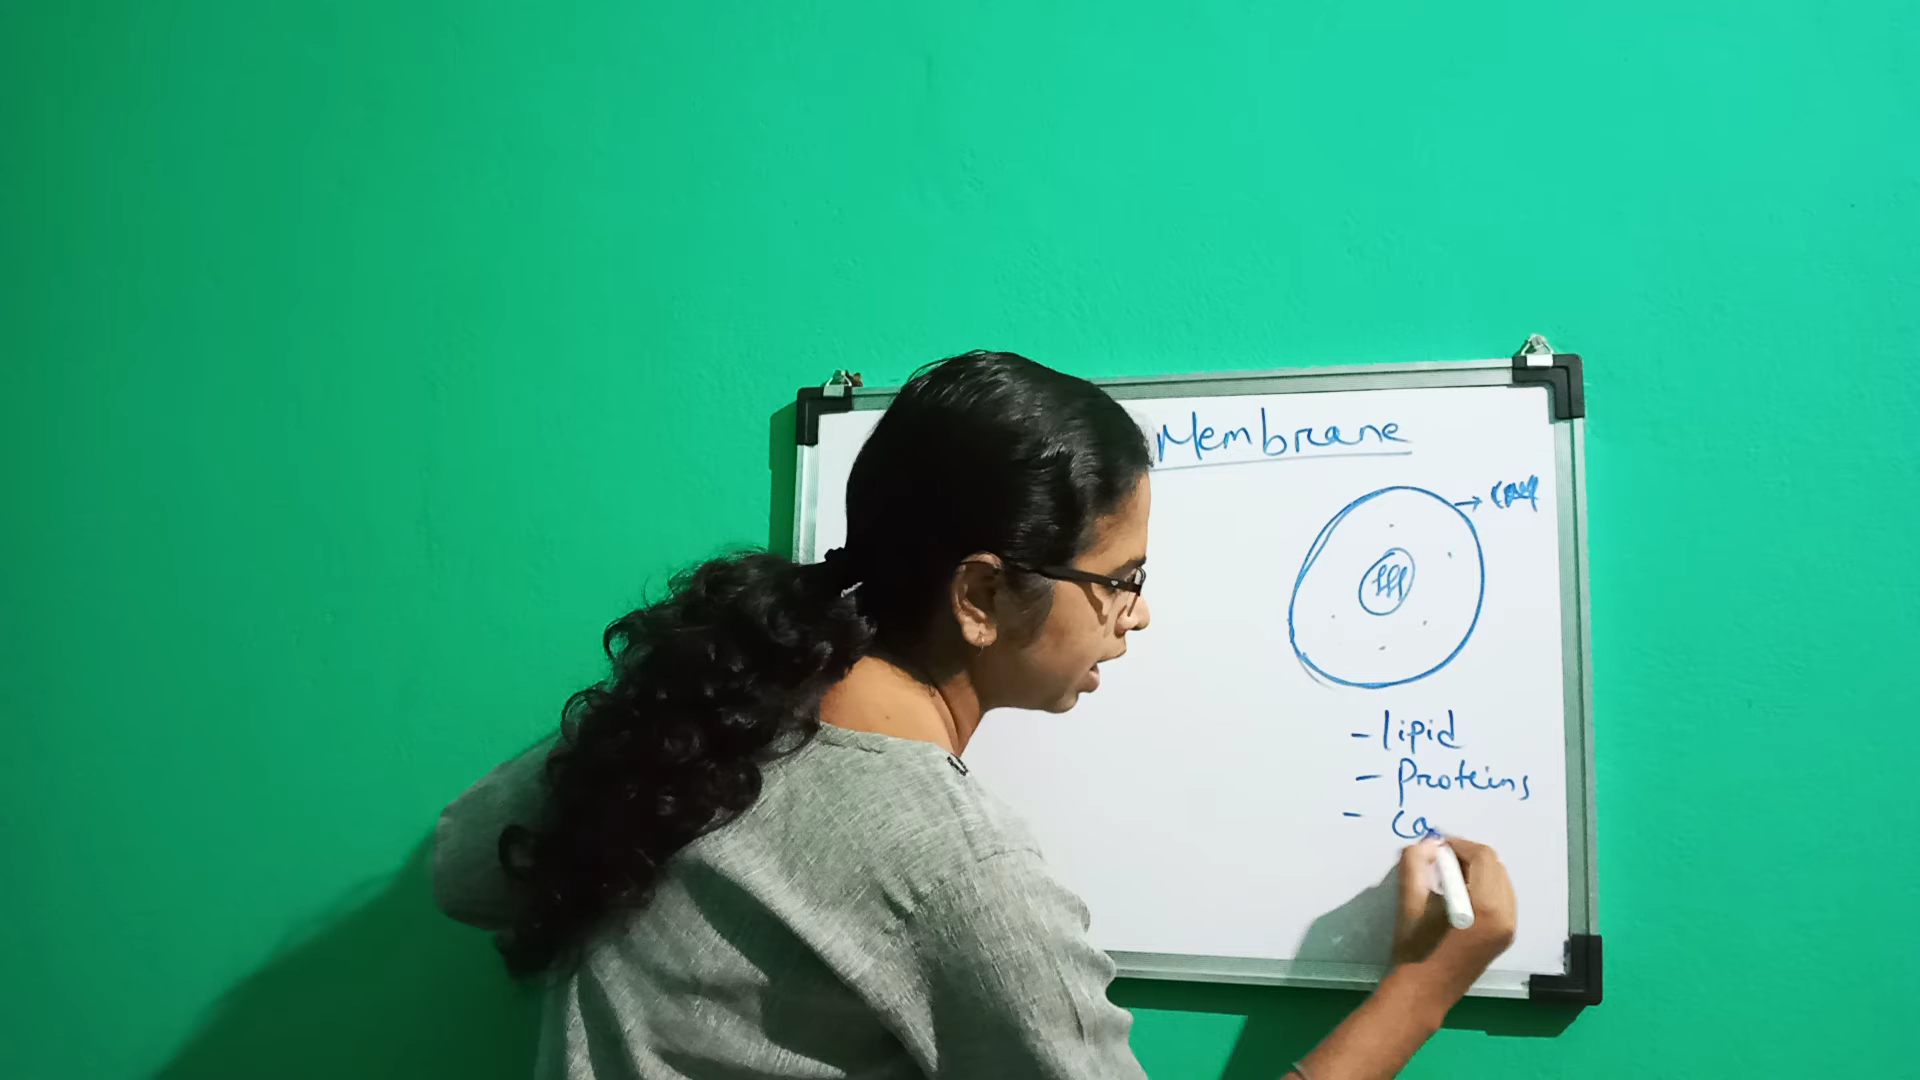 Membrane
- lipid
- Proteins
- Ca